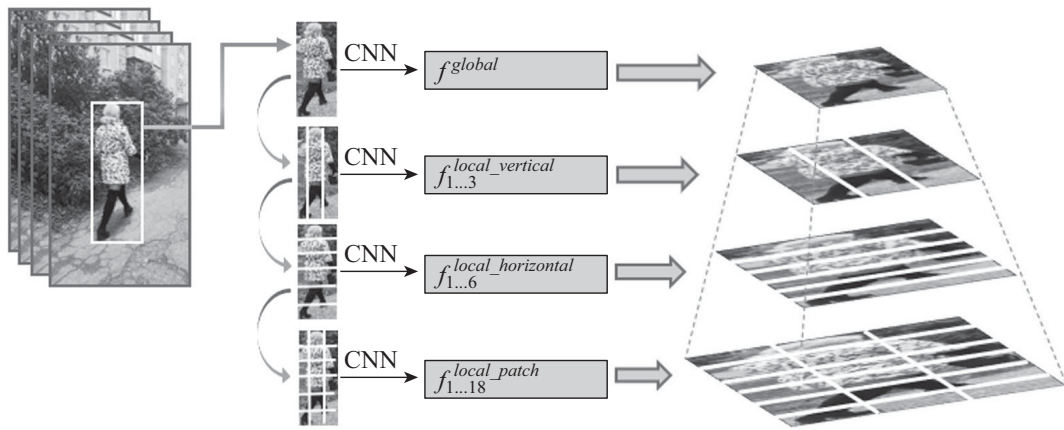 CNN
f^global
CNN
f_1...3^local_vertical
CNN
f_1...6^local_horizontal
CNN
f_1...18^local_patch